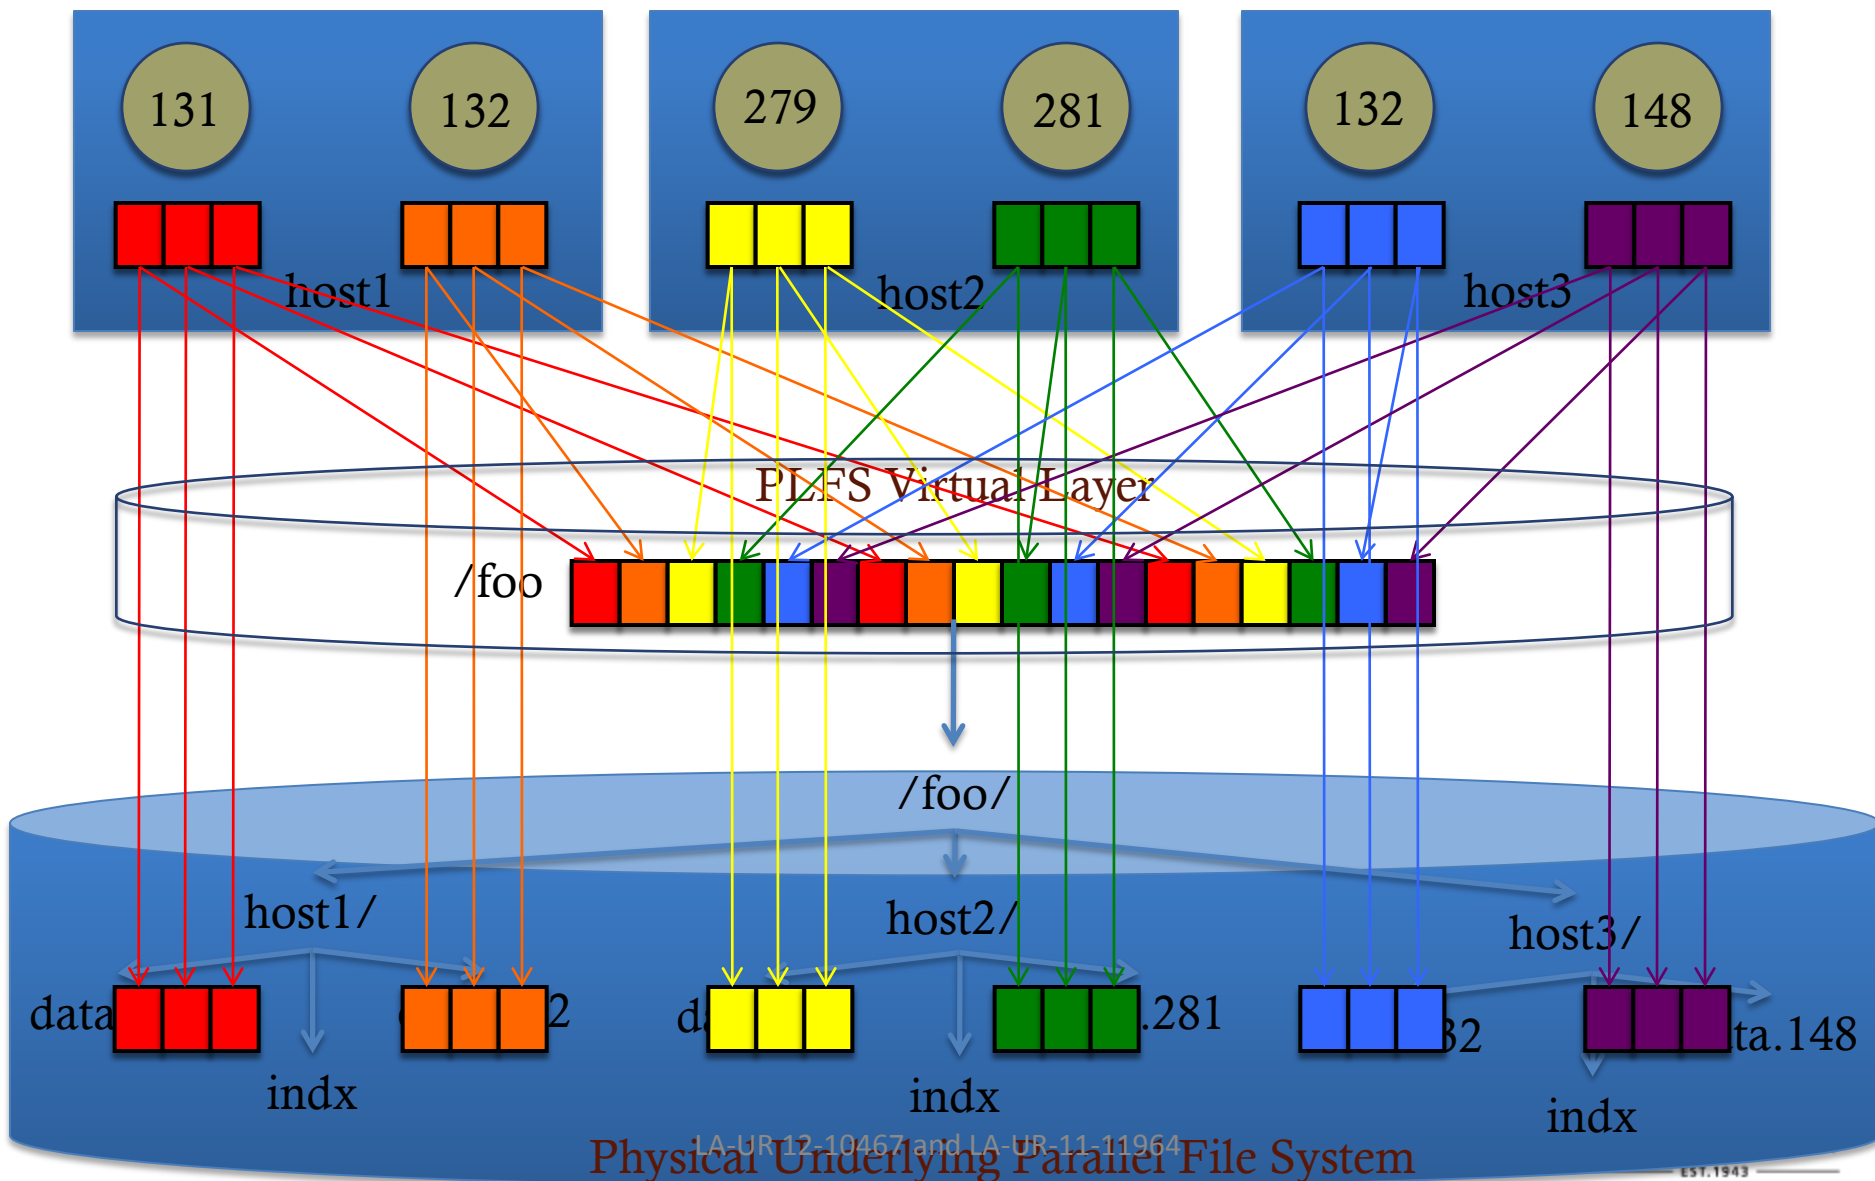 131 132 279 281 132 148
host1 host2 host3
PLFS Virtual Layer
/foo
/foo/
host1/ host2/ host3/
data 2 .281 32 ta.148
indx indx indx
LA-UR 12-10467 and LA-UR-11-11964
Physical Underlying Parallel File System
EST.1943